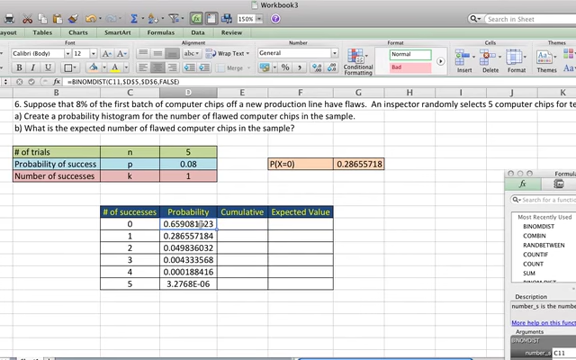 Workbook3
150%
Search in Sheet
Layout Tables Charts SmartArt Formulas Data Review
Font Alignment Number Format Cells Themes
Calibri (Body) 12 abc Wrap Text General Normal
B I U Merge % Bad Insert Delete Format Themes Aa
=BINOMDIST(C11,$D$5,$D$6,FALSE)
B C D E F G H I J K
6. Suppose that 8% of the first batch of computer chips off a new production line have flaws. An inspector randomly selects 5 computer chips for te
a) Create a probability histogram for the number of flawed computer chips in the sample.
b) What is the expected number of flawed computer chips in the sample?
# of trials n 5
Probability of success p 0.08 P(X=0) 0.28655718
Number of successes k 1
# of successes Probability Cumulative Expected Value
0
1 0.286557184
2 0.049836032
3 0.004333568
4 0.000188416
5 3.2768E-06
Formula
fx
Search for a function
Most Recently Used
BINOMDIST
COMBIN
RANDBETWEEN
COUNTIF
COUNT
SUM
Description
number_s is the numbe
More help on this funct
Arguments
BINOMDIST
number_s C11